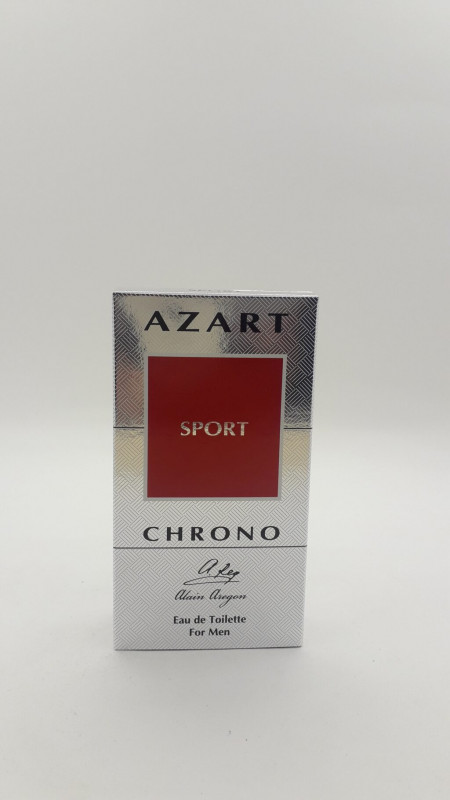 AZART
SPORT
CHRONO
Alain Aregon
Eau de Toilette
For Men